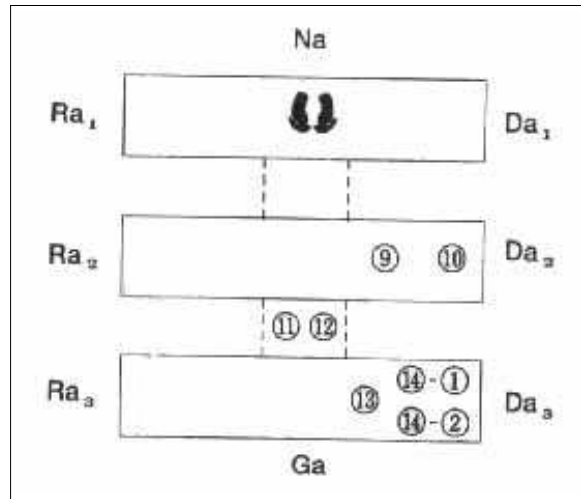 Na
Ra₁ Da₁
Ra₂ ⑨ ⑩ Da₂
⑪ ⑫
Ra₃ ⑬ ⑭-① ⑭-② Da₃
Ga